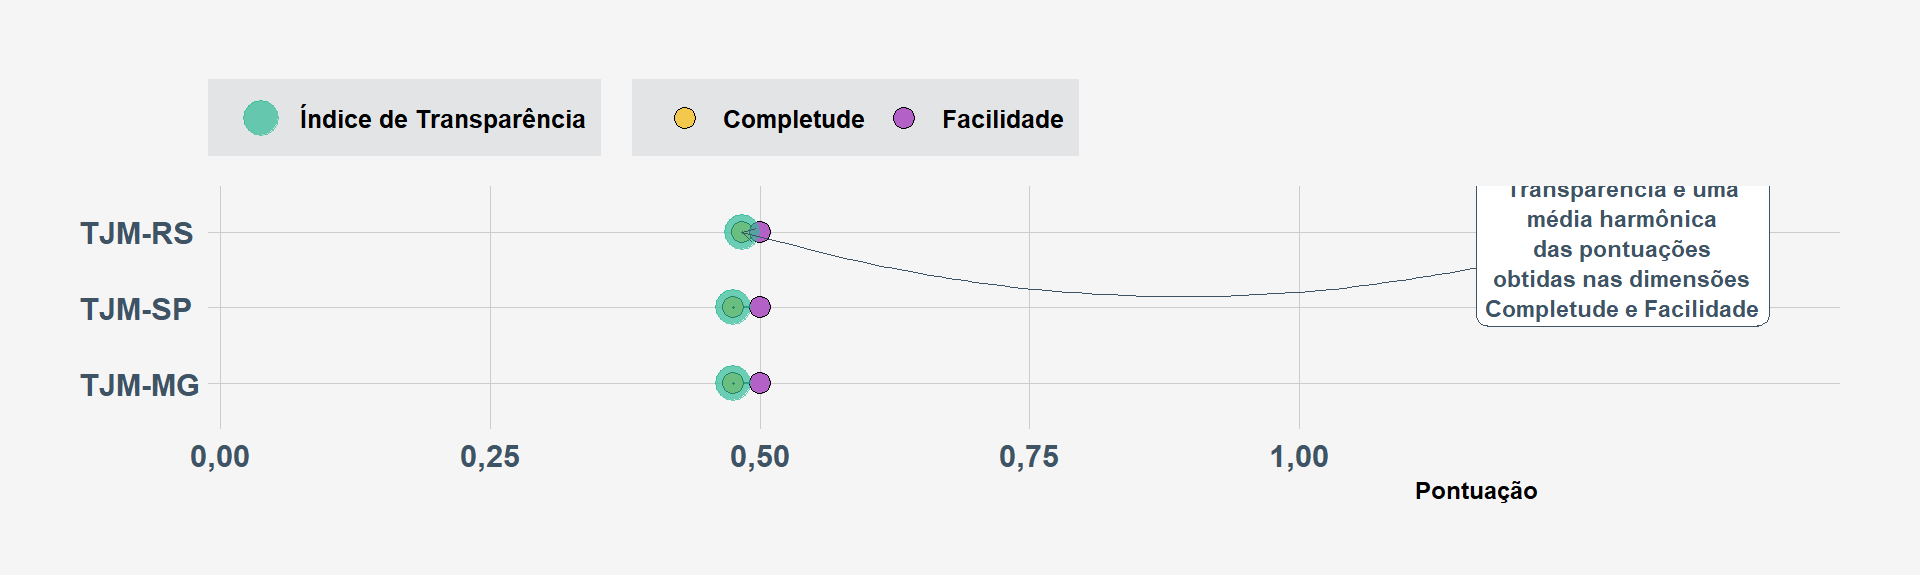 Índice de Transparência
Completude Facilidade
Transparência é uma
média harmônica
das pontuações
obtidas nas dimensões
Completude e Facilidade
TJM-RS
TJM-SP
TJM-MG
0,00 0,25 0,50 0,75 1,00
Pontuação